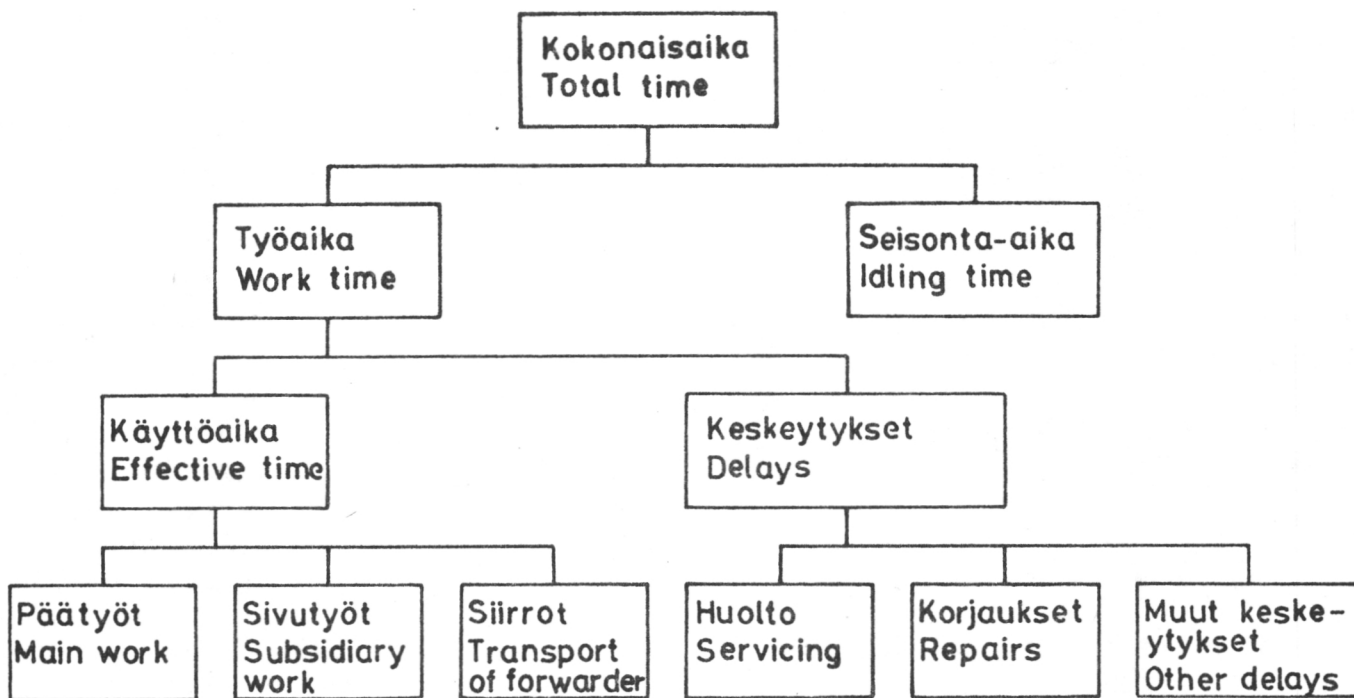 Kokonaisaika
Total time
Työaika
Work time
Seisonta-aika
Idling time
Käyttöaika
Effective time
Keskeytykset
Delays
Päätyöt
Main work
Sivutyöt
Subsidiary
work
Siirrot
Transport
of forwarder
Huolto
Servicing
Korjaukset
Repairs
Muut keske-
ytykset
Other delays